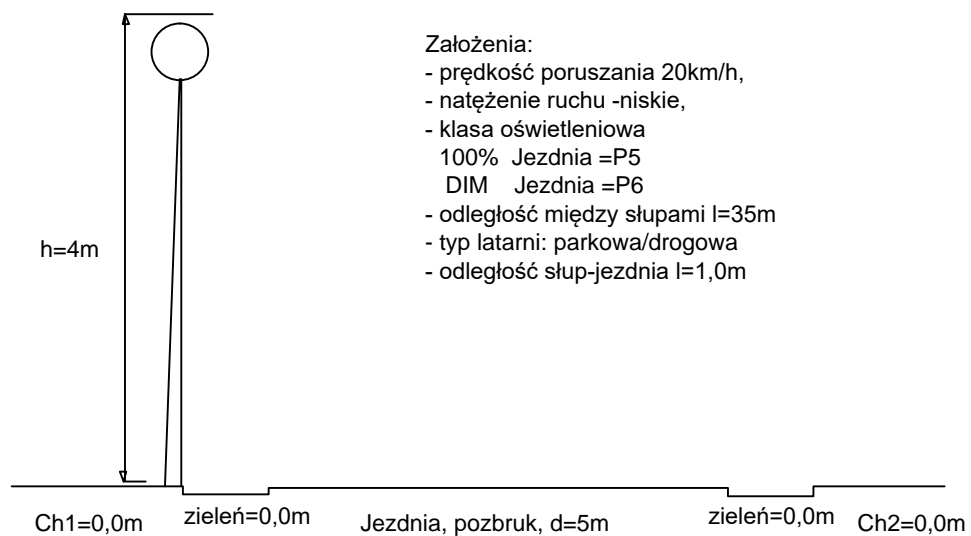 Założenia:
- prędkość poruszania 20km/h,
- natężenie ruchu -niskie,
- klasa oświetleniowa
100% Jezdnia =P5
DIM Jezdnia =P6
- odległość między słupami l=35m
- typ latarni: parkowa/drogowa
- odległość słup-jezdnia l=1,0m
h=4m
Ch1=0,0m
zieleń=0,0m
Jezdnia, pozbruk, d=5m
zieleń=0,0m
Ch2=0,0m